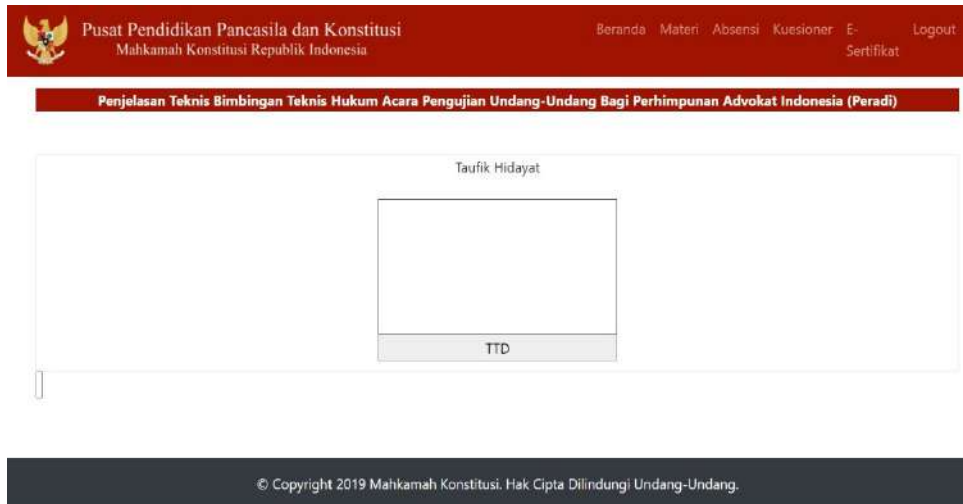 Pusat Pendidikan Pancasila dan Konstitusi
Mahkamah Konstitusi Republik Indonesia
Beranda Materi Absensi Kuesioner E-Sertifikat Logout
Penjelasan Teknis Bimbingan Teknis Hukum Acara Pengujian Undang-Undang Bagi Perhimpunan Advokat Indonesia (Peradi)
Taufik Hidayat
TTD
© Copyright 2019 Mahkamah Konstitusi. Hak Cipta Dilindungi Undang-Undang.